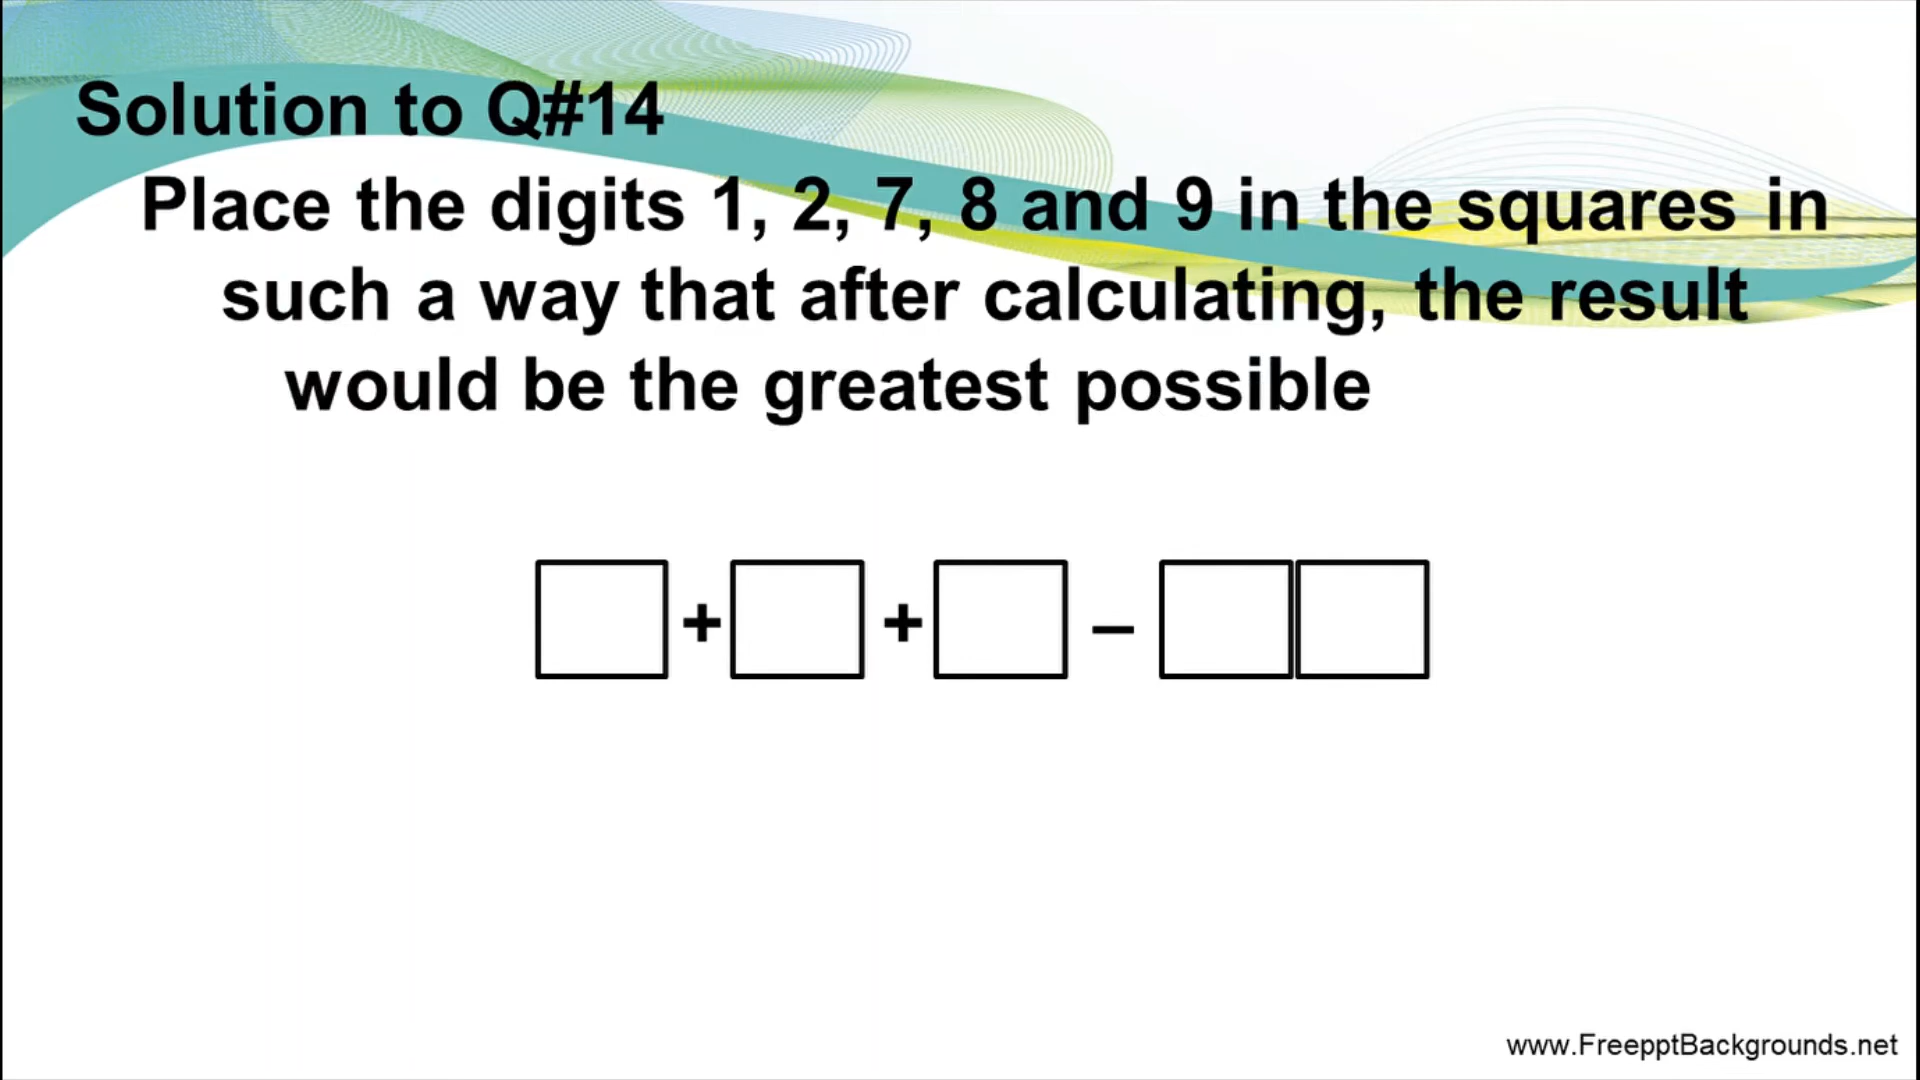 Solution to Q#14
Place the digits 1, 2, 7, 8 and 9 in the squares in
such a way that after calculating, the result
would be the greatest possible
+ + –
www.FreepptBackgrounds.net